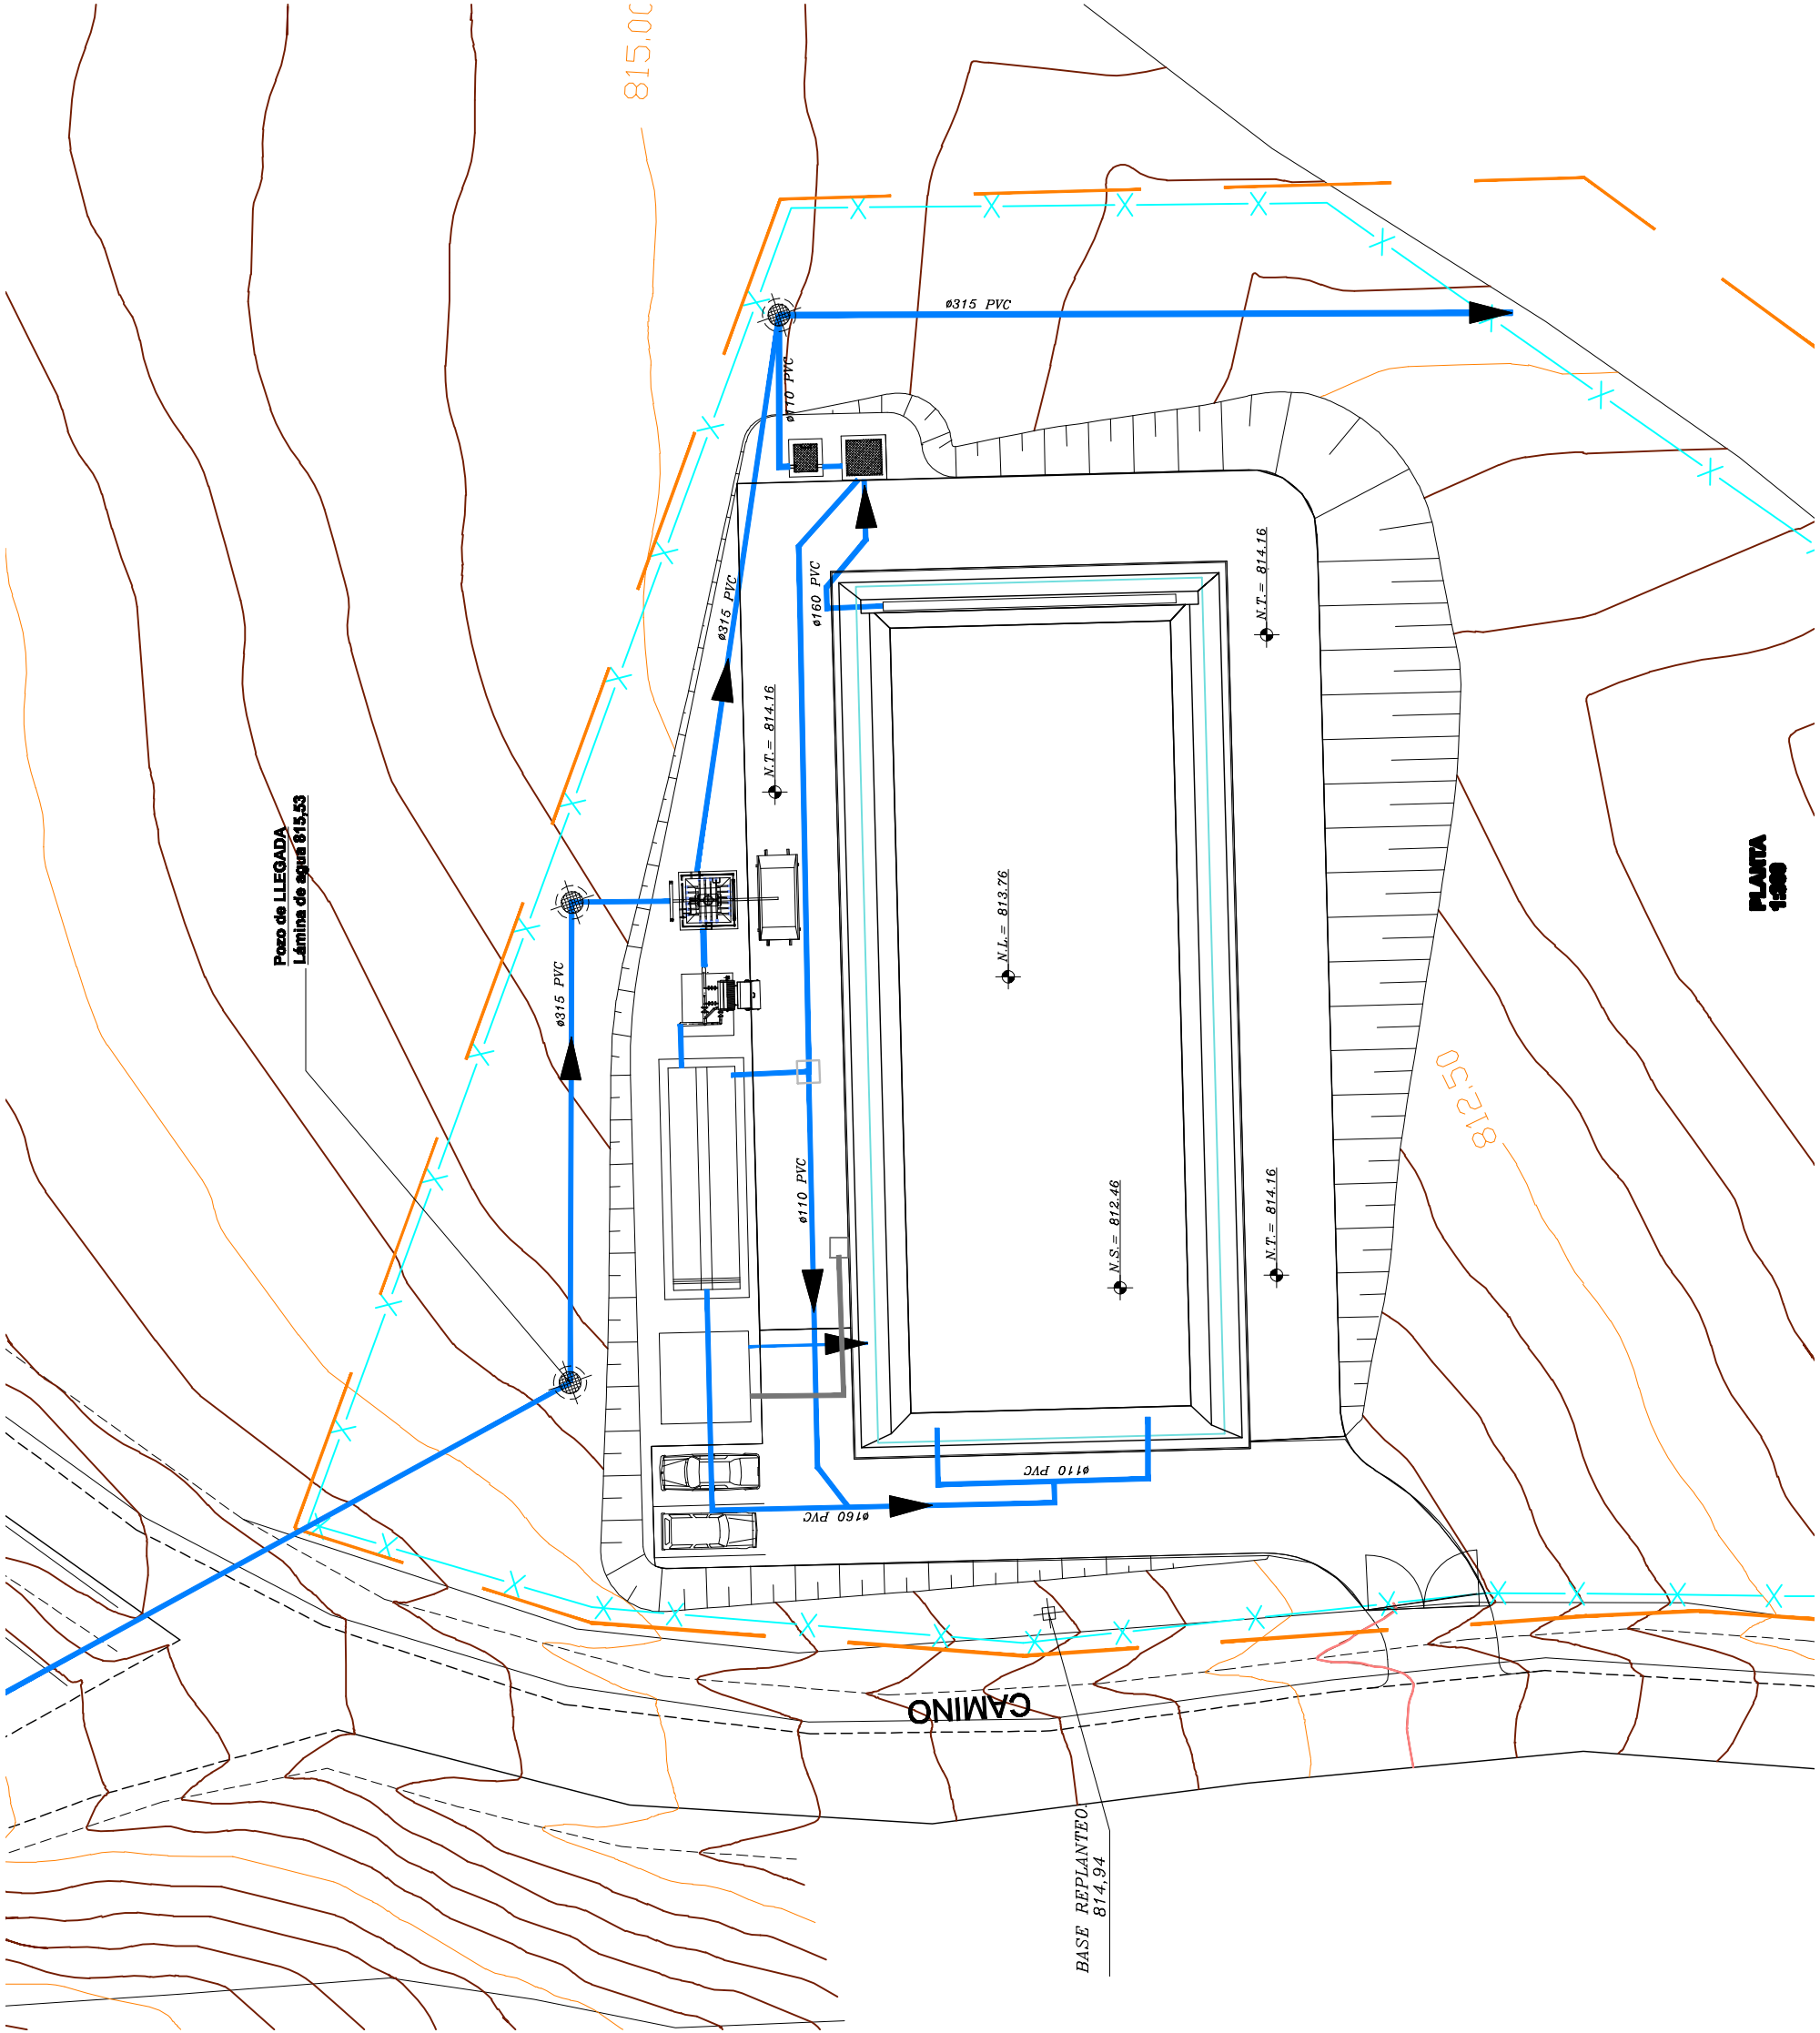 815.00
ø315 PVC
ø110 PVC
ø160 PVC
ø315 PVC
N.T.= 814.16
N.T.= 814.16
Pozo de LLEGADA
Lámina de agua 815,53
ø315 PVC
N.L.= 813.76
PLANTA
812.50
ø110 PVC
N.S.= 812.46
N.T.= 814.16
ø110 PVC
ø160 PVC
CAMINO
BASE REPLANTEO.
814,94